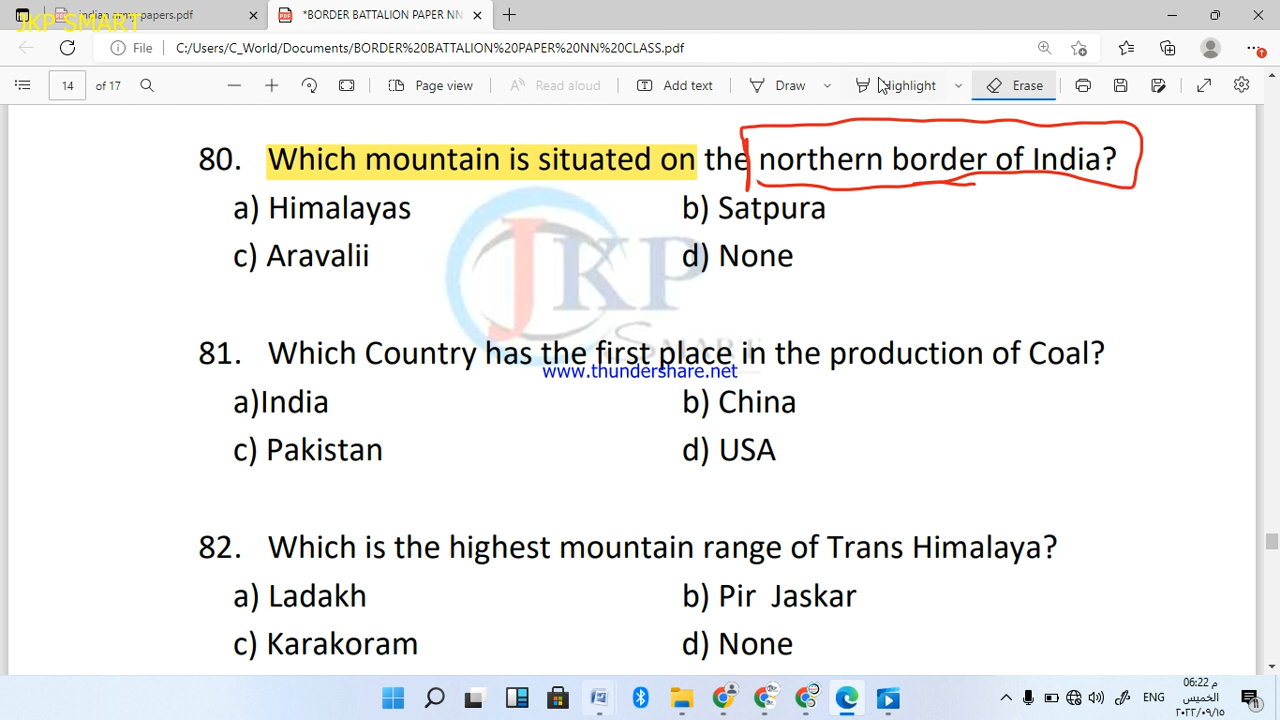 JKP SMART
indian army papers.pdf
*BORDER BATTALION PAPER NN
File
C:/Users/C_World/Documents/BORDER%20BATTALION%20PAPER%20NN%20CLASS.pdf
14 of 17
Page view
Read aloud
Add text
Draw
Highlight
Erase
80. Which mountain is situated on the northern border of India?
a) Himalayas b) Satpura
c) Aravalii d) None
JKP
SMART
81. Which Country has the first place in the production of Coal?
www.thundershare.net
a)India b) China
c) Pakistan d) USA
82. Which is the highest mountain range of Trans Himalaya?
a) Ladakh b) Pir Jaskar
c) Karakoram d) None
ENG
06:22 م
الخميس
٢٠٢٢/٠٩/١٥